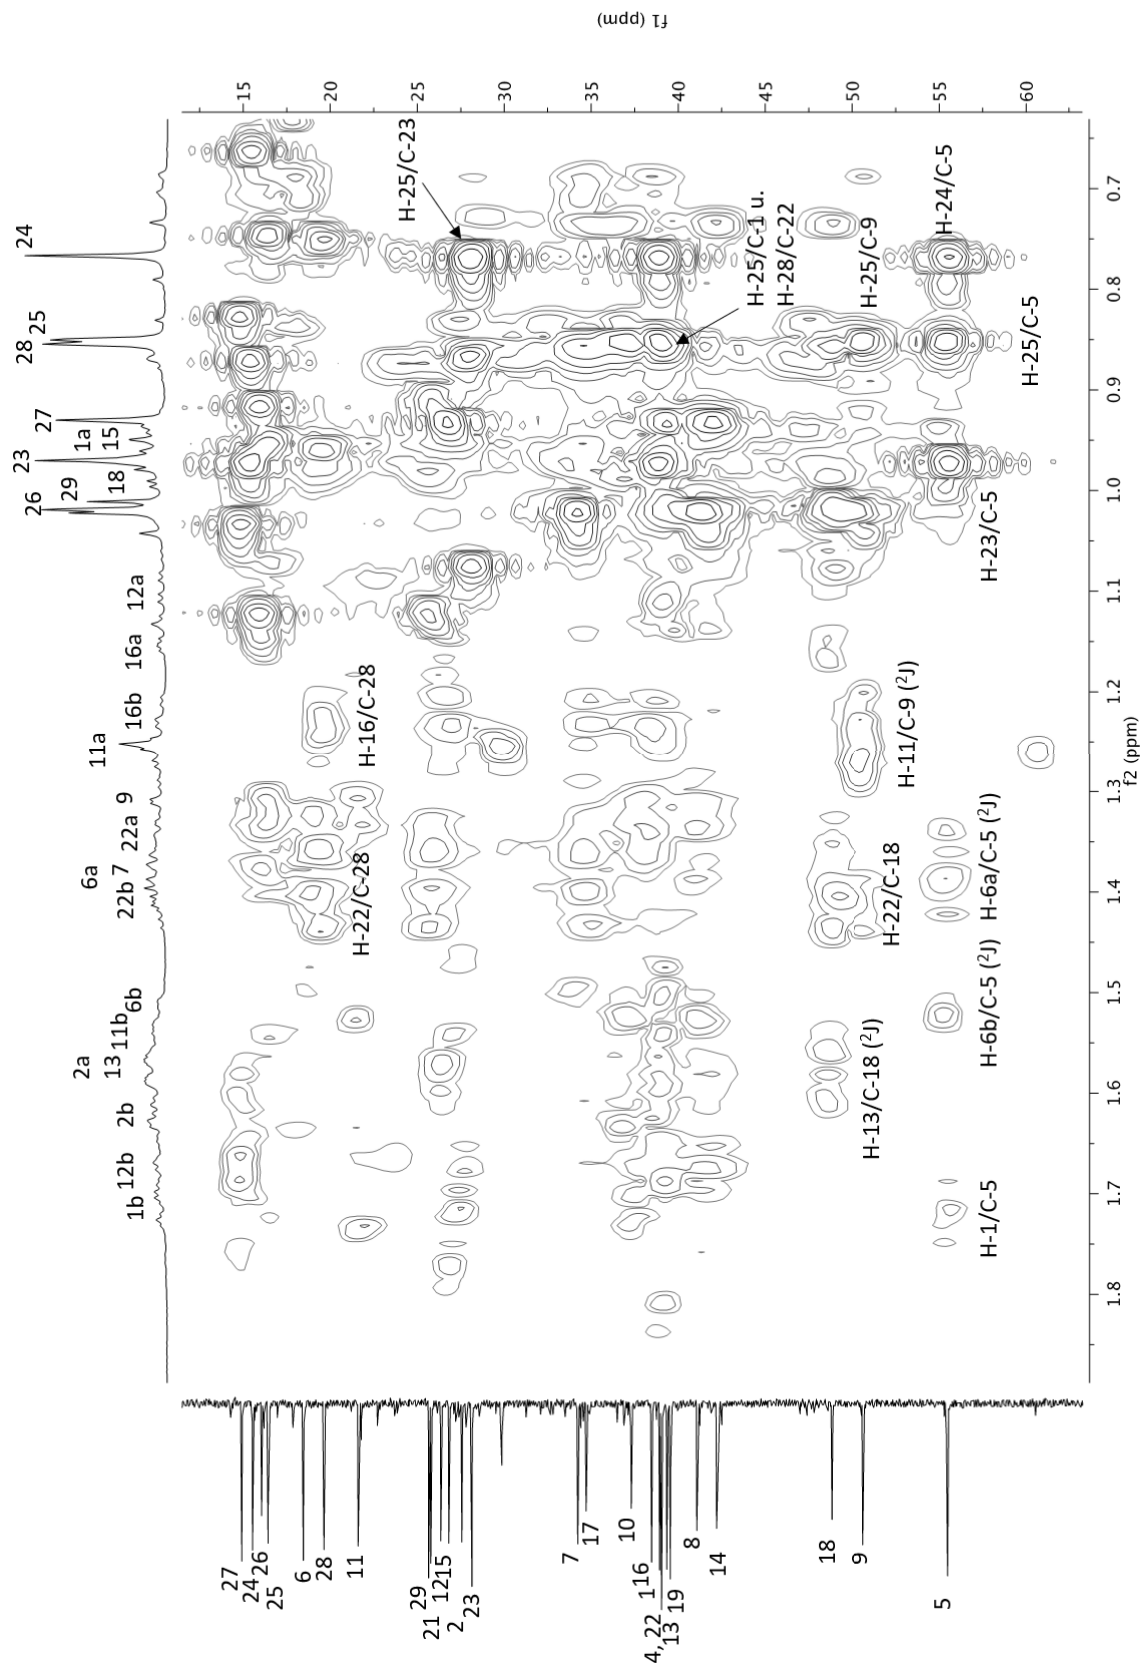 24
25
28
27
1a
15
23
18
29
26
12a
16a
16b
11a
9
22a
7
6a
22b
6b
11b
13
2a
2b
12b
1b
f1 (ppm)
15
20
25
30
35
40
45
50
55
60
0.7
0.8
0.9
1.0
1.1
1.2
1.3
1.4
1.5
1.6
1.7
1.8
f2 (ppm)
H-25/C-23
H-25/C-1 u.
H-28/C-22
H-25/C-9
H-24/C-5
H-25/C-5
H-23/C-5
H-16/C-28
H-11/C-9 (²J)
H-22/C-28
H-22/C-18
H-6a/C-5 (²J)
H-6b/C-5 (²J)
H-13/C-18 (²J)
H-1/C-5
27
24
26
25
6
28
11
29
21
12
15
2
23
7
17
10
1
16
4, 22
13
19
8
14
18
9
5